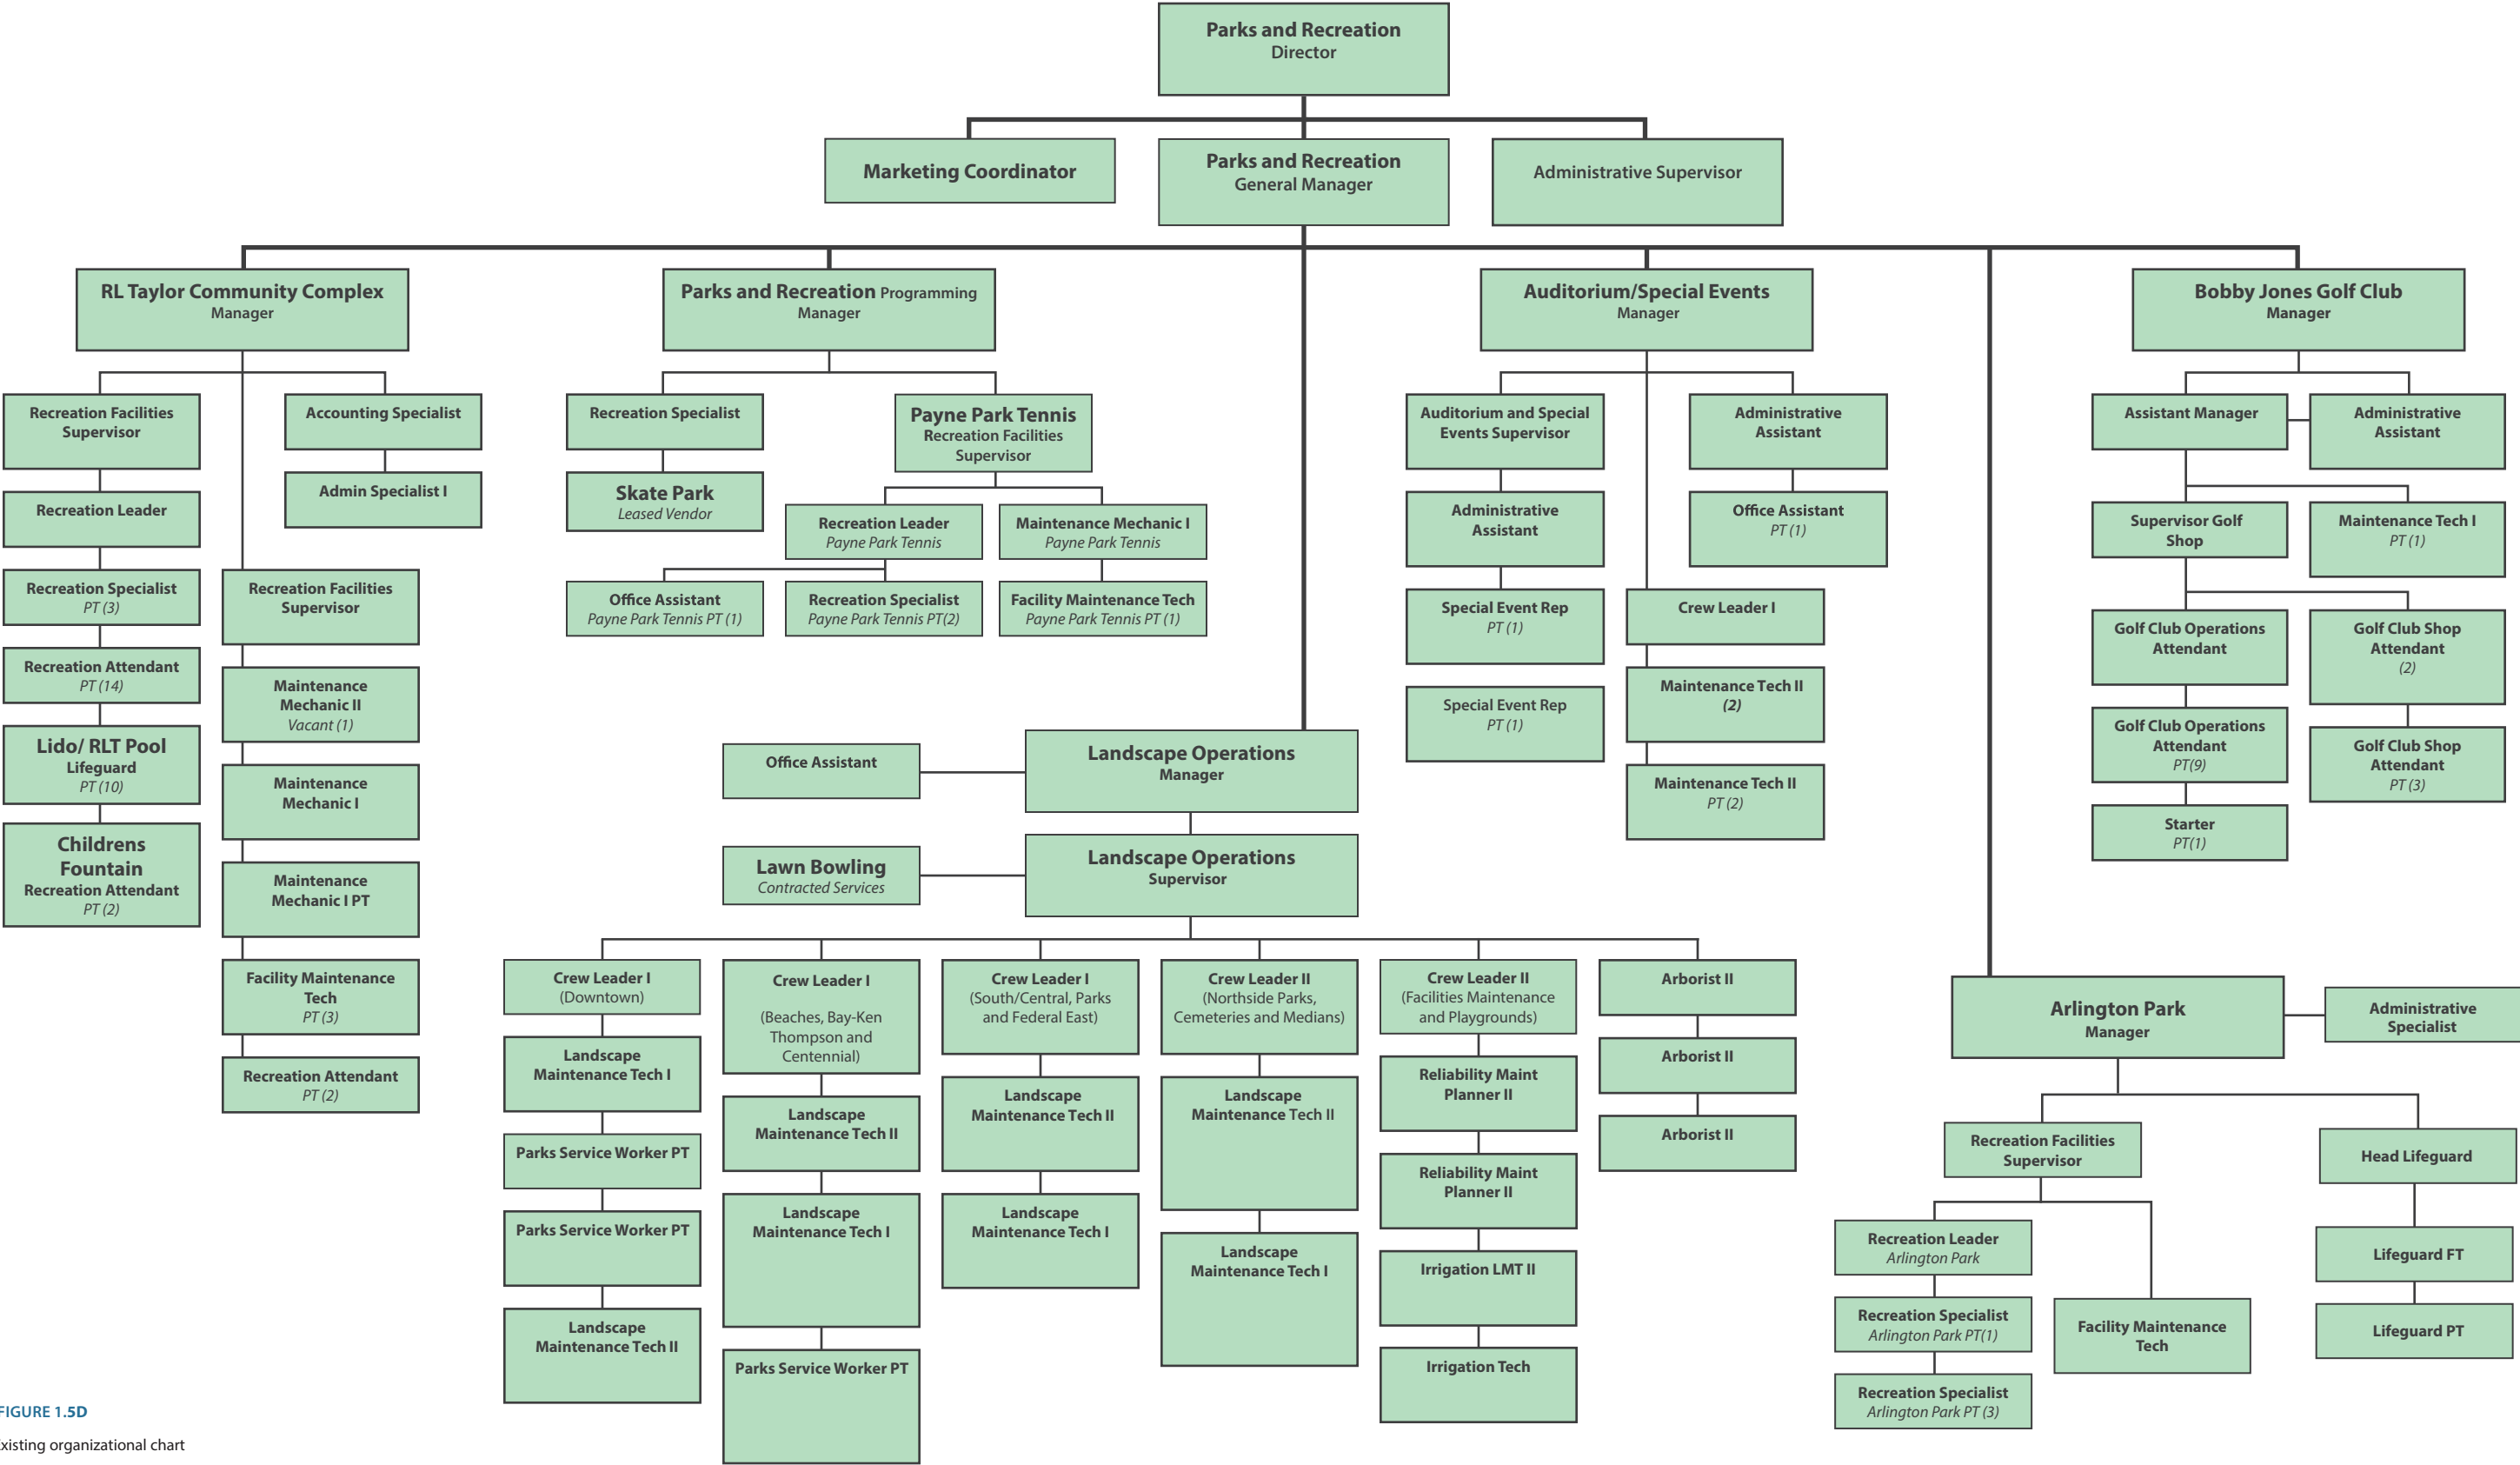 Parks and Recreation
Director
Marketing Coordinator
Parks and Recreation
General Manager
Administrative Supervisor
RL Taylor Community Complex
Manager
Recreation Facilities
Supervisor
Recreation Leader
Recreation Specialist
PT (3)
Recreation Attendant
PT (14)
Lido/ RLT Pool
Lifeguard
PT (10)
Childrens
Fountain
Recreation Attendant
PT (2)
Accounting Specialist
Admin Specialist I
Recreation Facilities
Supervisor
Maintenance
Mechanic II
Vacant (1)
Maintenance
Mechanic I
Maintenance
Mechanic I PT
Facility Maintenance
Tech
PT (3)
Recreation Attendant
PT (2)
Parks and Recreation Programming
Manager
Recreation Specialist
Skate Park
Leased Vendor
Payne Park Tennis
Recreation Facilities
Supervisor
Recreation Leader
Payne Park Tennis
Maintenance Mechanic I
Payne Park Tennis
Office Assistant
Payne Park Tennis PT (1)
Recreation Specialist
Payne Park Tennis PT(2)
Facility Maintenance Tech
Payne Park Tennis PT (1)
Auditorium/Special Events
Manager
Auditorium and Special
Events Supervisor
Administrative
Assistant
Special Event Rep
PT (1)
Special Event Rep
PT (1)
Administrative
Assistant
Office Assistant
PT (1)
Crew Leader I
Maintenance Tech II
(2)
Maintenance Tech II
PT (2)
Bobby Jones Golf Club
Manager
Assistant Manager
Administrative
Assistant
Supervisor Golf
Shop
Maintenance Tech I
PT (1)
Golf Club Operations
Attendant
Golf Club Shop
Attendant
(2)
Golf Club Operations
Attendant
PT(9)
Golf Club Shop
Attendant
PT (3)
Starter
PT(1)
Office Assistant
Landscape Operations
Manager
Lawn Bowling
Contracted Services
Landscape Operations
Supervisor
Crew Leader I
(Downtown)
Landscape
Maintenance Tech I
Parks Service Worker PT
Parks Service Worker PT
Landscape
Maintenance Tech II
Crew Leader I
(Beaches, Bay-Ken
Thompson and
Centennial)
Landscape
Maintenance Tech II
Landscape
Maintenance Tech I
Parks Service Worker PT
Crew Leader I
(South/Central, Parks
and Federal East)
Landscape
Maintenance Tech II
Landscape
Maintenance Tech I
Crew Leader II
(Northside Parks,
Cemeteries and Medians)
Landscape
Maintenance Tech II
Landscape
Maintenance Tech I
Crew Leader II
(Facilities Maintenance
and Playgrounds)
Reliability Maint
Planner II
Reliability Maint
Planner II
Irrigation LMT II
Irrigation Tech
Arborist II
Arborist II
Arborist II
Arlington Park
Manager
Administrative
Specialist
Recreation Facilities
Supervisor
Head Lifeguard
Recreation Leader
Arlington Park
Recreation Specialist
Arlington Park PT(1)
Recreation Specialist
Arlington Park PT (3)
Facility Maintenance
Tech
Lifeguard FT
Lifeguard PT
FIGURE 1.5D
xisting organizational chart